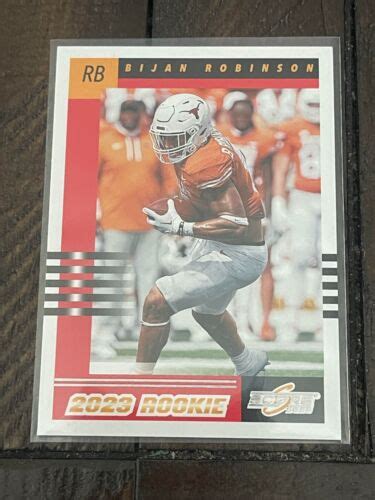 RB
BIJAN ROBINSON
2023 ROOKIE
SCORE